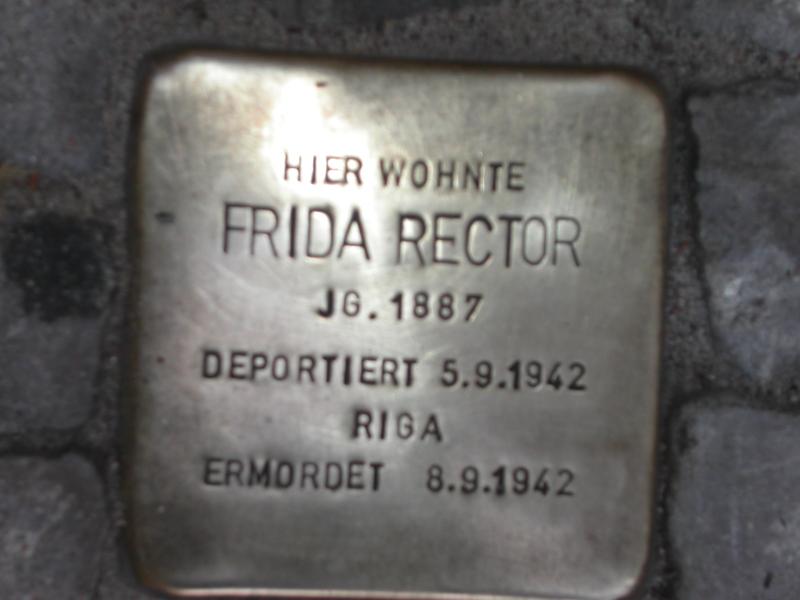 HIER WOHNTE
FRIDA RECTOR
JG. 1887
DEPORTIERT 5.9.1942
RIGA
ERMORDET 8.9.1942